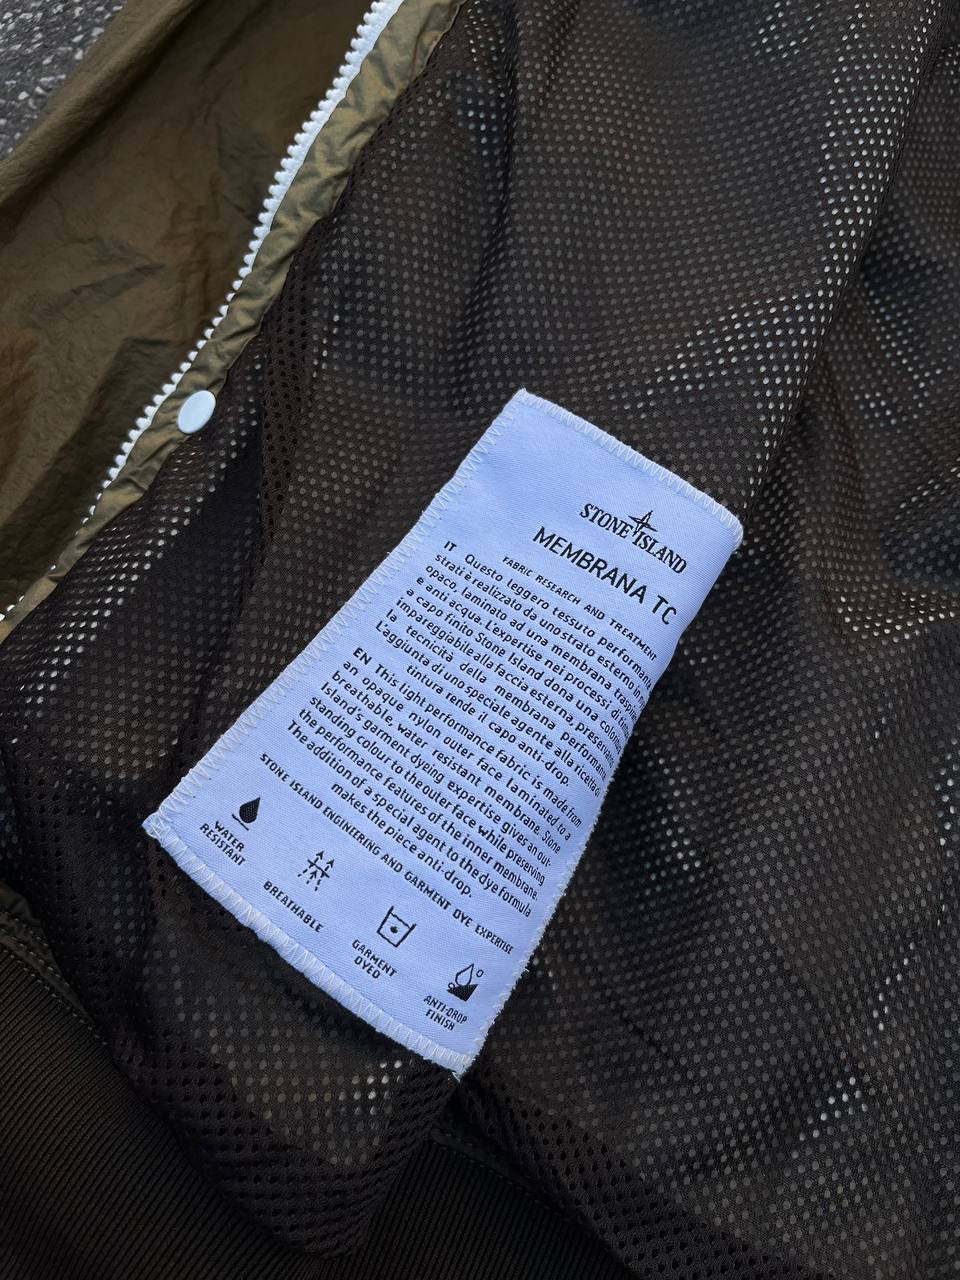 STONE ISLAND
MEMBRANA TC
FABRIC RESEARCH AND TREATMENT
IT Questo leggero tessuto
strati è realizzato da uno strato esterno in
opaco, laminato ad una membrana
e anti acqua. L'expertise nei processi di
a capo finito Stone Island dona una
impareggiabile alla faccia esterna,
la tecnicità della membrana
L'aggiunta di uno speciale agente alla ricetta di
tintura rende il capo anti-drop.
EN This light performance fabric is made from
an opaque nylon outer face laminated to a
breathable, water resistant membrane. Stone
Island's garment dyeing expertise gives an out-
standing colour to the outer face while preserving
the performance features of the inner membrane.
The addition of a special agent to the dye formula
makes the piece anti-drop.
STONE ISLAND ENGINEERING AND GARMENT DYE EXPERTISE
WATER
RESISTANT
BREATHABLE
GARMENT
DYED
ANTI-DROP
FINISH